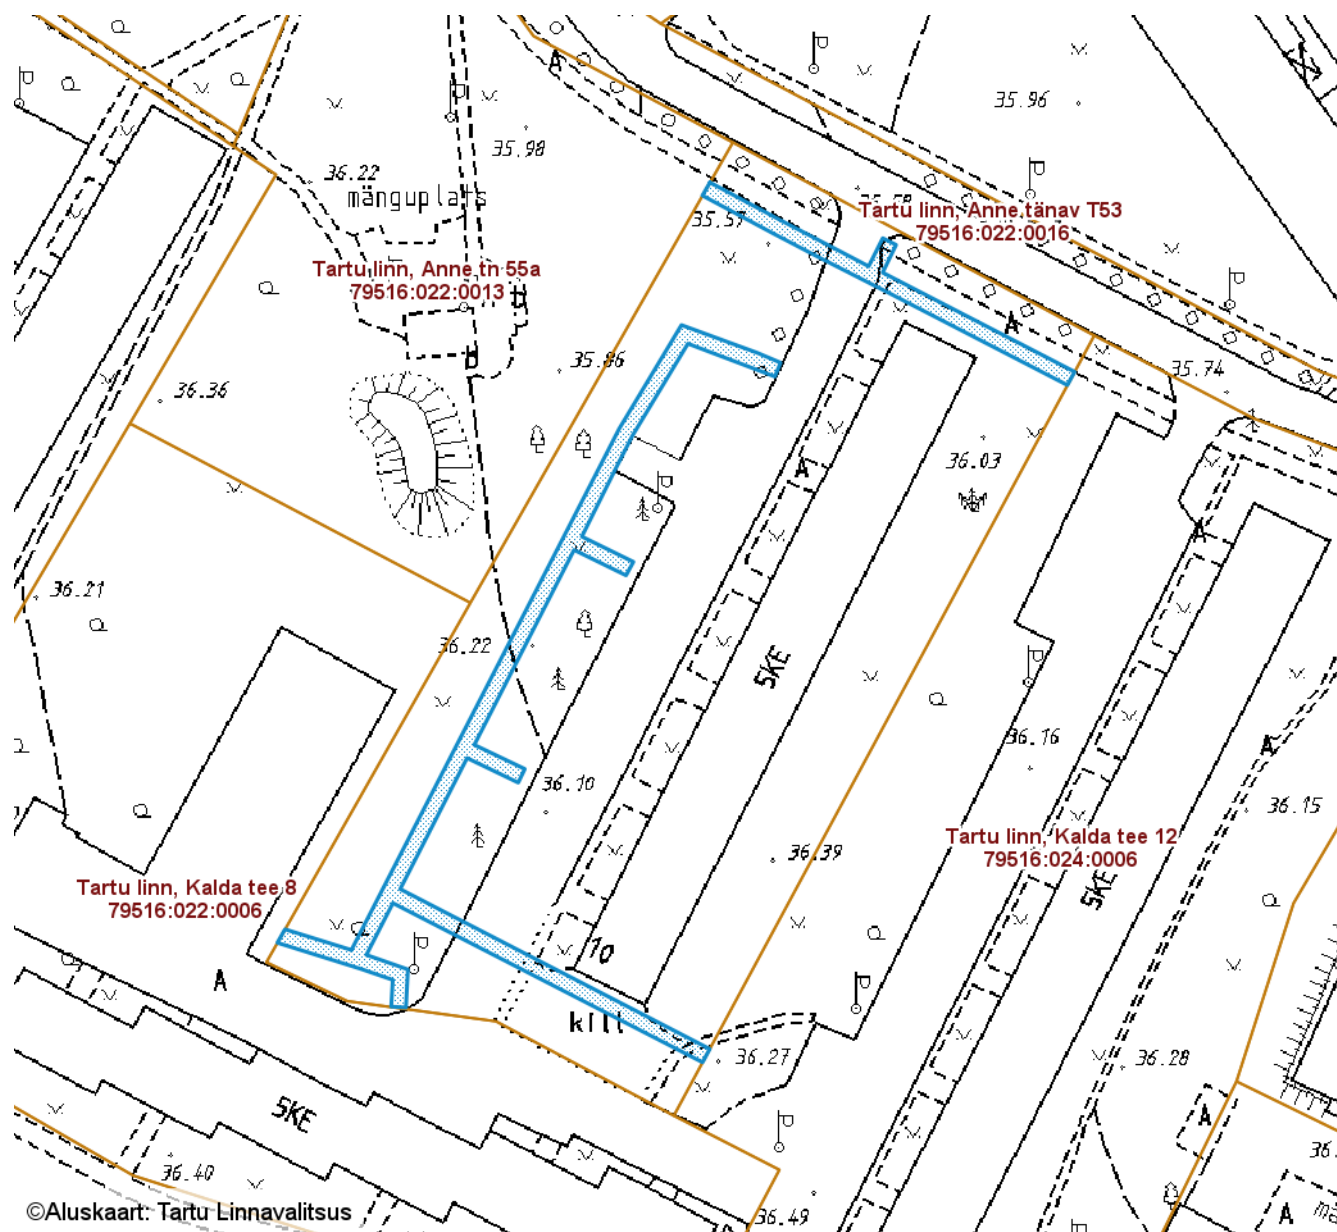 35.96
35.98
36.22
mänguplats
35.57
Tartu linn, Anne tänav T53
79516:022:0016
Tartu linn, Anne tn 55a
79516:022:0013
A
A
35.86
35.74
36.36
A
36.03
A
36.21
36.22
5KE
36.16
A
36.10
36.15
36.39
Tartu linn, Kalda tee 12
79516:024:0006
5KE
Tartu linn, Kalda tee 8
79516:022:0006
10
A
kill
36.27
36.28
5KE
A
36.40
36.
©Aluskaart: Tartu Linnavalitsus
36.49
A